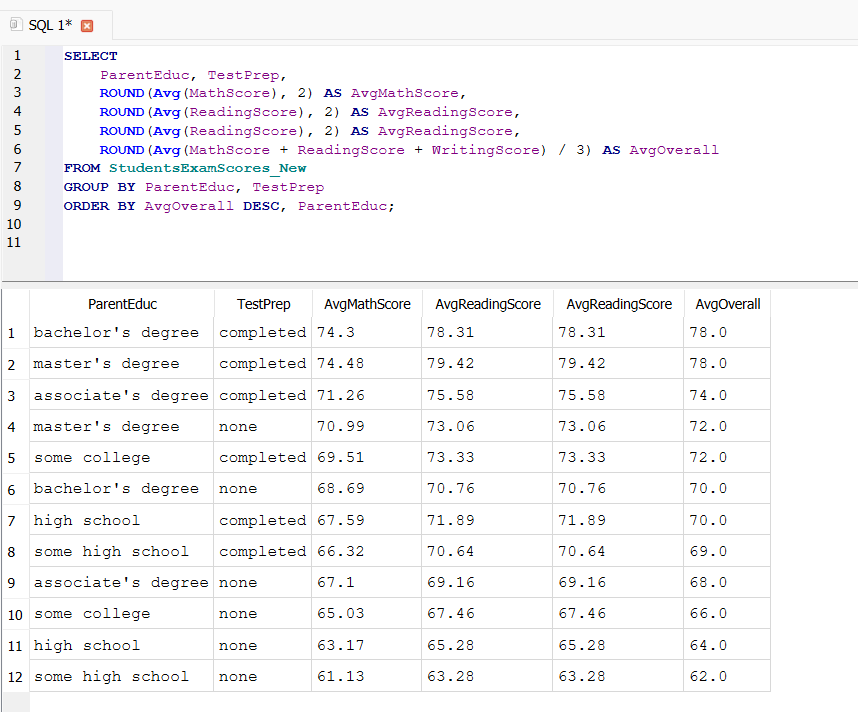 SQL 1*
1 SELECT
2 ParentEduc, TestPrep,
3 ROUND(Avg(MathScore), 2) AS AvgMathScore,
4 ROUND(Avg(ReadingScore), 2) AS AvgReadingScore,
5 ROUND(Avg(ReadingScore), 2) AS AvgReadingScore,
6 ROUND(Avg(MathScore + ReadingScore + WritingScore) / 3) AS AvgOverall
7 FROM StudentsExamScores_New
8 GROUP BY ParentEduc, TestPrep
9 ORDER BY AvgOverall DESC, ParentEduc;
10
11
ParentEduc TestPrep AvgMathScore AvgReadingScore AvgReadingScore AvgOverall
1 bachelor's degree completed 74.3 78.31 78.31 78.0
2 master's degree completed 74.48 79.42 79.42 78.0
3 associate's degree completed 71.26 75.58 75.58 74.0
4 master's degree none 70.99 73.06 73.06 72.0
5 some college completed 69.51 73.33 73.33 72.0
6 bachelor's degree none 68.69 70.76 70.76 70.0
7 high school completed 67.59 71.89 71.89 70.0
8 some high school completed 66.32 70.64 70.64 69.0
9 associate's degree none 67.1 69.16 69.16 68.0
10 some college none 65.03 67.46 67.46 66.0
11 high school none 63.17 65.28 65.28 64.0
12 some high school none 61.13 63.28 63.28 62.0